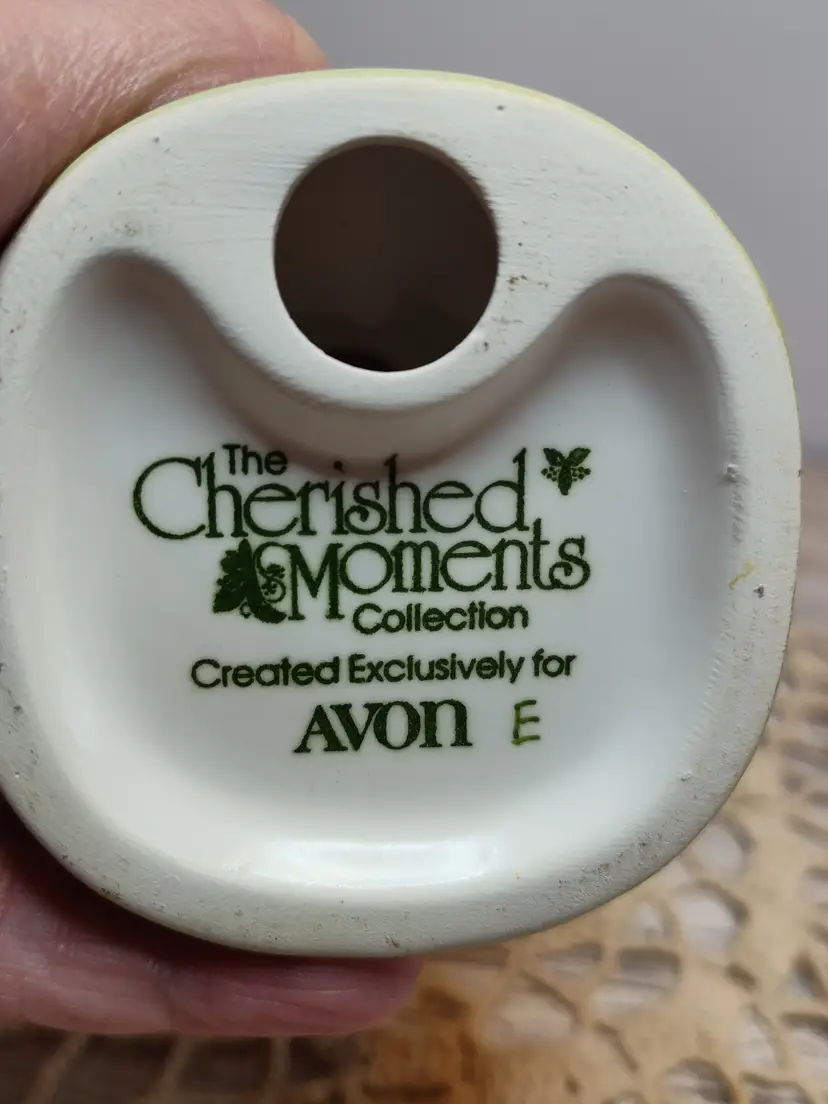 The
Cherished
Moments
Collection
Created Exclusively for
AVON E